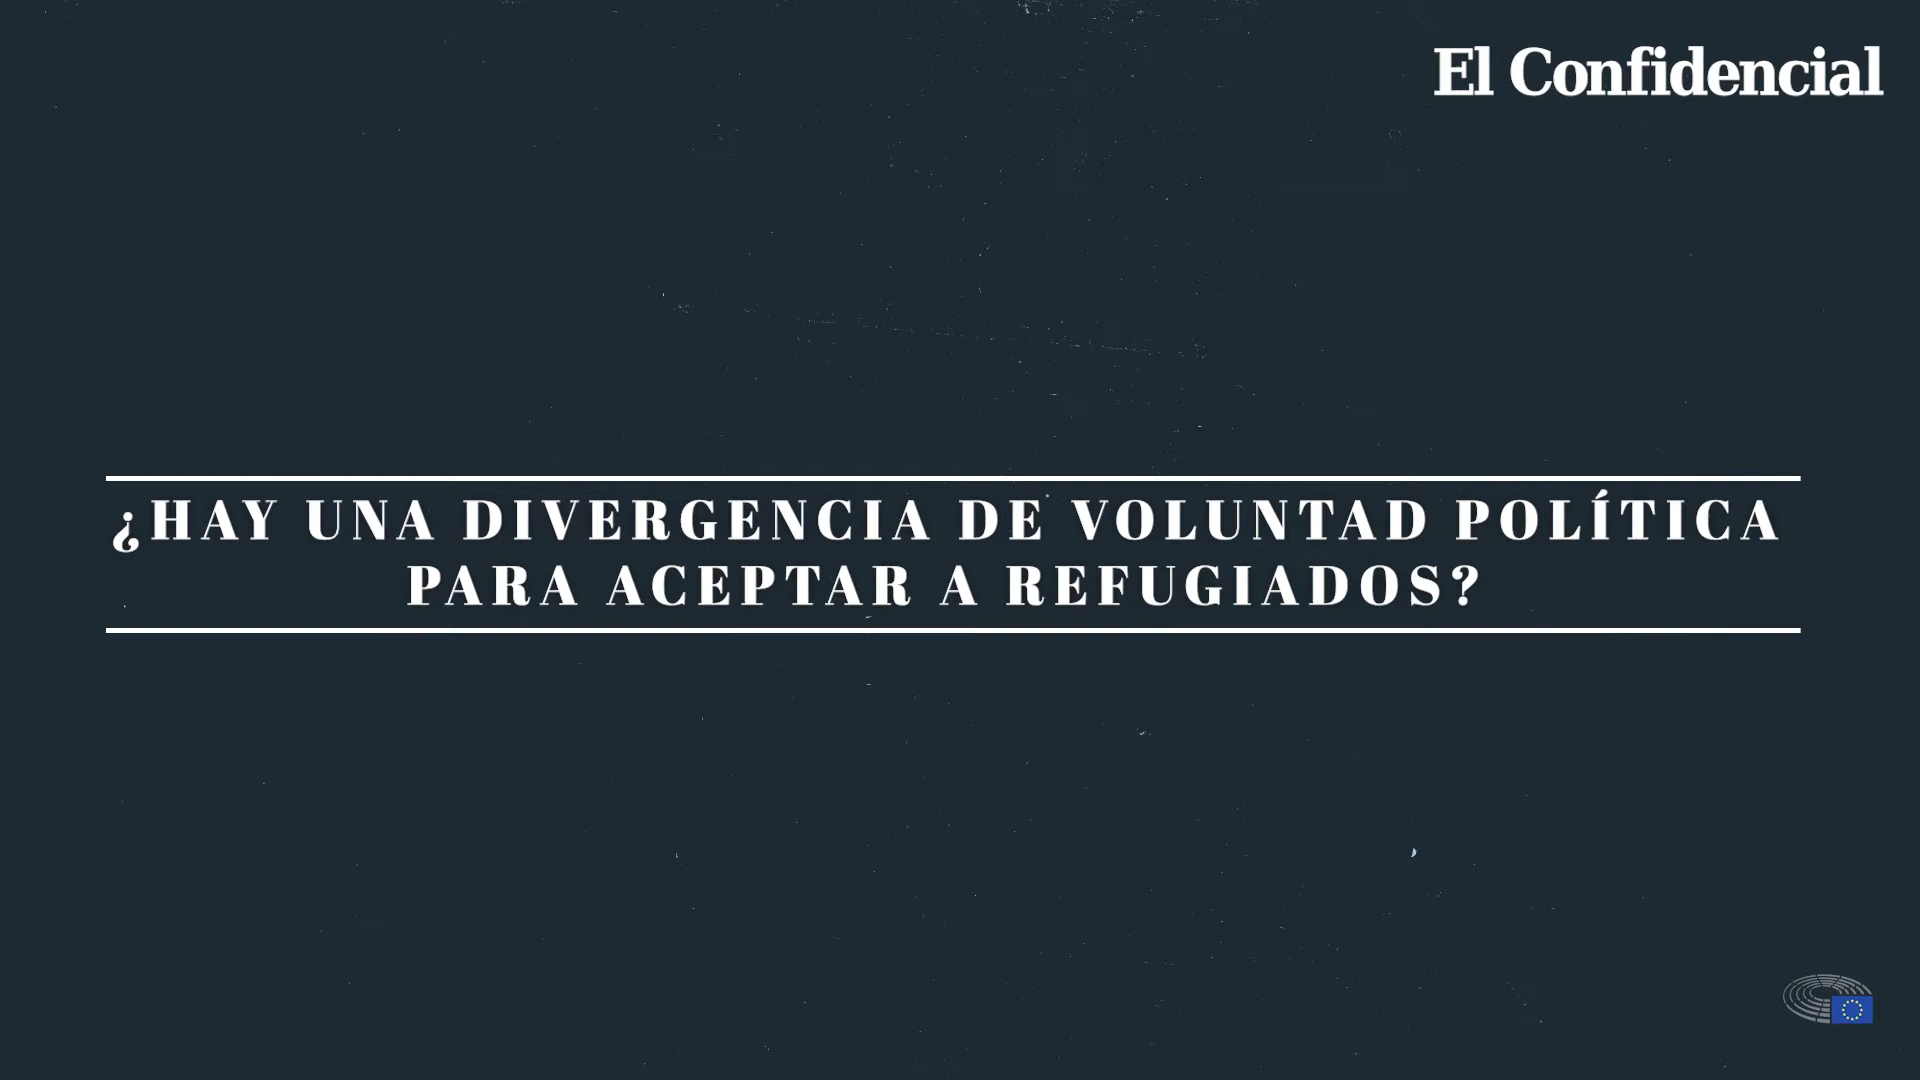 El Confidencial
¿HAY UNA DIVERGENCIA DE VOLUNTAD POLÍTICA
PARA ACEPTAR A REFUGIADOS?